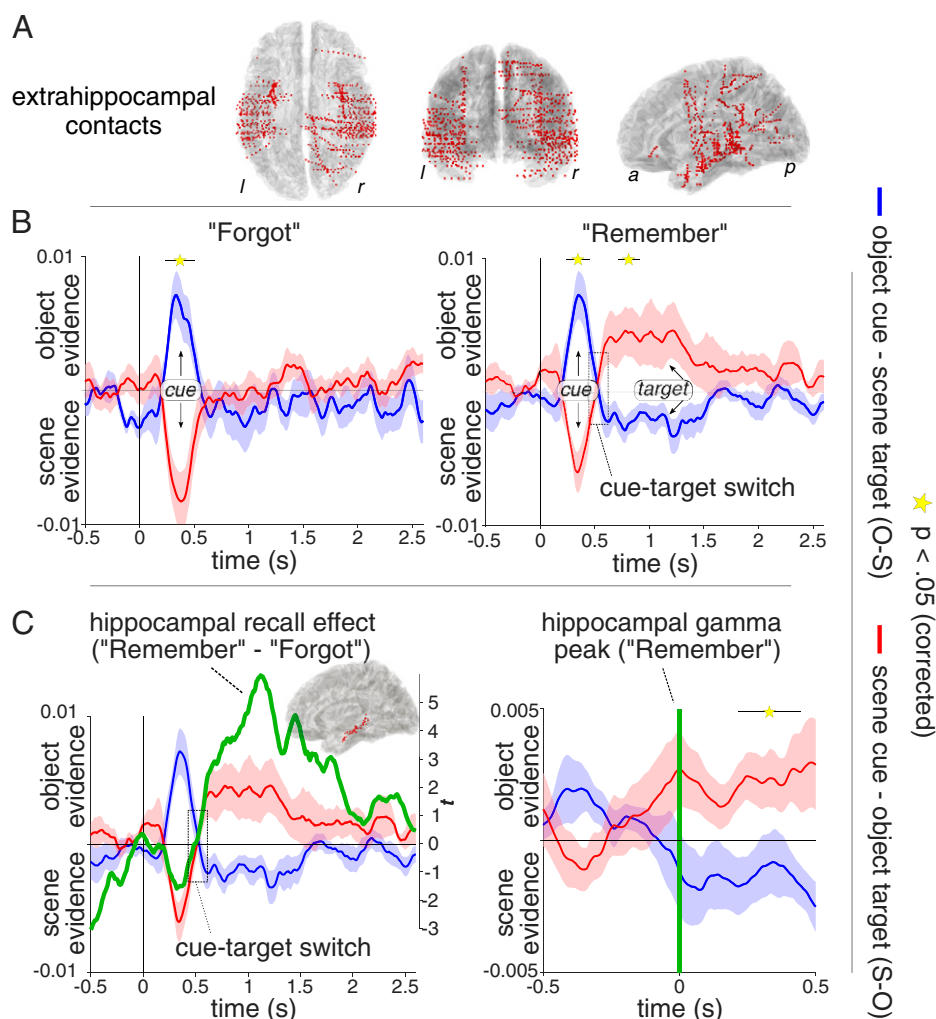 A
extrahippocampal
contacts
l
r
l
r
a
p
B
"Forgot"
"Remember"
0.01
object
evidence
scene
evidence
-0.01
cue
-0.5
0
0.5
1
1.5
2
2.5
time (s)
0.01
object
evidence
scene
evidence
-0.01
cue
target
cue-target switch
-0.5
0
0.5
1
1.5
2
2.5
time (s)
C
hippocampal recall effect
("Remember" - "Forgot")
0.01
object
evidence
scene
evidence
-0.01
5
4
3
2
1
0
-1
-2
-3
t
cue-target switch
-0.5
0
0.5
1
1.5
2
2.5
time (s)
hippocampal gamma
peak ("Remember")
0.005
object
evidence
scene
evidence
-0.005
-0.5
0
0.5
time (s)
object cue - scene target (O-S)
scene cue - object target (S-O)
p < .05 (corrected)